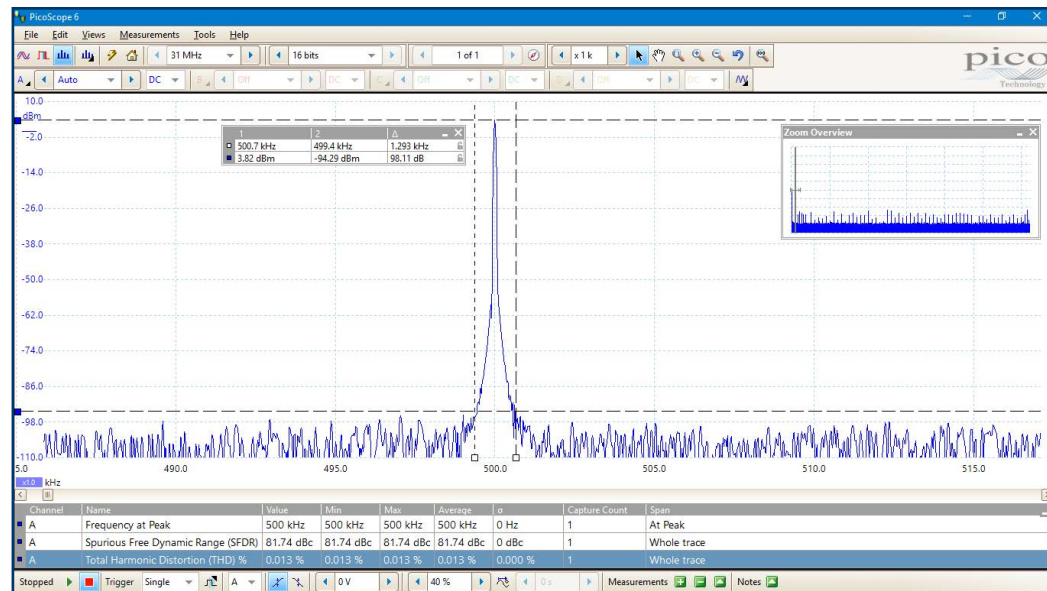 PicoScope 6
File Edit Views Measurements Tools Help
31 MHz 16 bits 1 of 1 x 1 k
pico
Technology
A Auto DC B Off DC C Off DC D Off DC
10.0
dBm
-2.0
-14.0
-26.0
-38.0
-50.0
-62.0
-74.0
-86.0
-98.0
-110.0
1 2 Δ
500.7 kHz 499.4 kHz 1.293 kHz
3.82 dBm -94.29 dBm 98.11 dB
Zoom Overview
5.0 490.0 495.0 500.0 505.0 510.0 515.0
x1.0 kHz
Channel Name Value Min Max Average σ Capture Count Span
A Frequency at Peak 500 kHz 500 kHz 500 kHz 500 kHz 0 Hz 1 At Peak
A Spurious Free Dynamic Range (SFDR) 81.74 dBc 81.74 dBc 81.74 dBc 81.74 dBc 0 dBc 1 Whole trace
A Total Harmonic Distortion (THD) % 0.013 % 0.013 % 0.013 % 0.013 % 0.000 % 1 Whole trace
Stopped Trigger Single A 0 V 40 % 0 s Measurements Notes